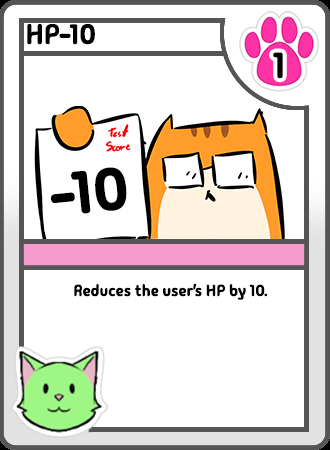 HP-10
1
Test
Score
-10
Reduces the user's HP by 10.